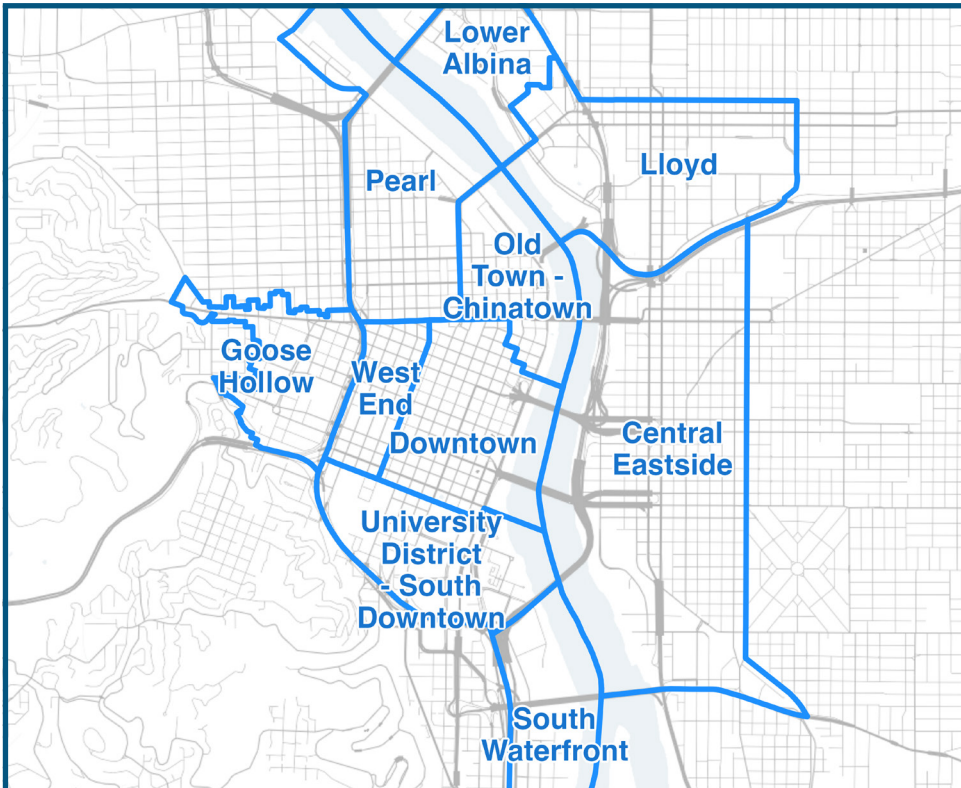 Lower
Albina
Lloyd
Pearl
Old
Town -
Chinatown
Goose
Hollow
West
End
Downtown
Central
Eastside
University
District
- South
Downtown
South
Waterfront